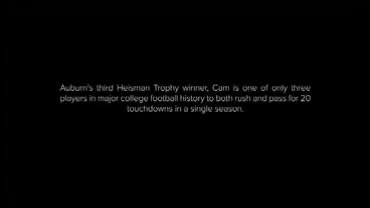 Auburn's third Heisman Trophy winner, Cam is one of only three
players in major college football history to both rush and pass for 20
touchdowns in a single season.